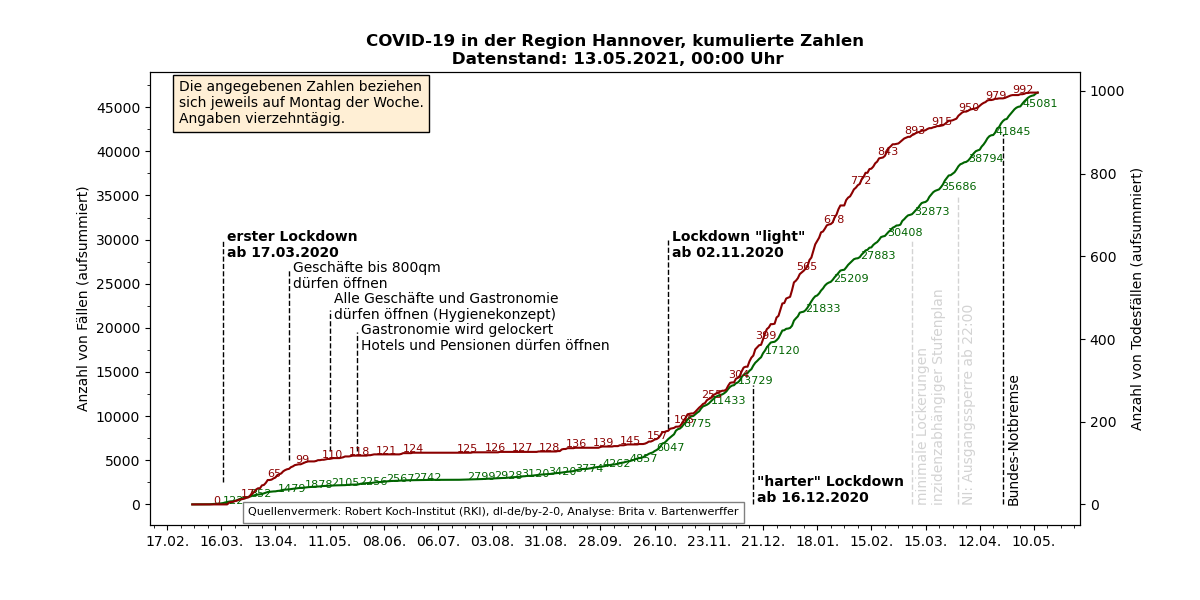 COVID-19 in der Region Hannover, kumulierte Zahlen
Datenstand: 13.05.2021, 00:00 Uhr
Die angegebenen Zahlen beziehen
sich jeweils auf Montag der Woche.
Angaben vierzehntägig.
Anzahl von Fällen (aufsummiert)
45000
40000
35000
30000
25000
20000
15000
10000
5000
0
Anzahl von Todesfällen (aufsummiert)
1000
800
600
400
200
0
erster Lockdown
ab 17.03.2020
Geschäfte bis 800qm
dürfen öffnen
Alle Geschäfte und Gastronomie
dürfen öffnen (Hygienekonzept)
Gastronomie wird gelockert
Hotels und Pensionen dürfen öffnen
Lockdown "light"
ab 02.11.2020
"harter" Lockdown
ab 16.12.2020
minimale Lockerungen
inzidenzabhängiger Stufenplan
NI: Ausgangssperre ab 22:00
Bundes-Notbremse
0 65 99 110 118 121 124 125 126 127 128 136 139 145 157 399 565 678 772 843 893 915 950 979 992
1479 1878 2105 2256 2567 2742 2799 2928 3120 3420 3774 4262 4857 6047 11433 13729 17120 21833 25209 27883 30408 32873 35686 38794 41845 45081
Quellenvermerk: Robert Koch-Institut (RKI), dl-de/by-2-0, Analyse: Brita v. Bartenwerffer
17.02. 16.03. 13.04. 11.05. 08.06. 06.07. 03.08. 31.08. 28.09. 26.10. 23.11. 21.12. 18.01. 15.02. 15.03. 12.04. 10.05.